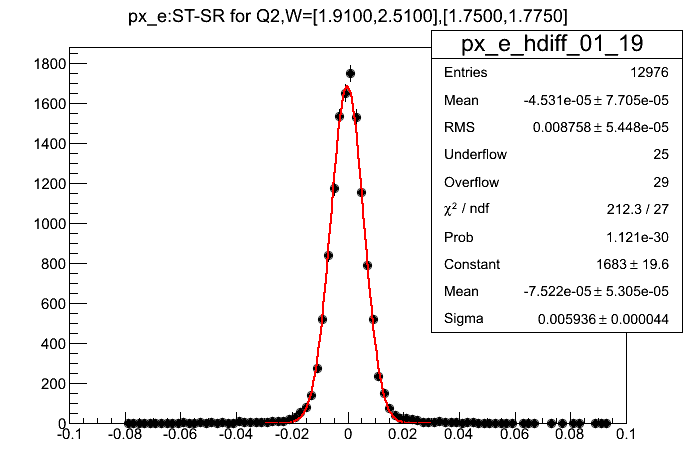 px_e:ST-SR for Q2,W=[1.9100,2.5100],[1.7500,1.7750]
px_e_hdiff_01_19
Entries 12976
Mean -4.531e-05 ± 7.705e-05
RMS 0.008758 ± 5.448e-05
Underflow 25
Overflow 29
χ² / ndf 212.3 / 27
Prob 1.121e-30
Constant 1683 ± 19.6
Mean -7.522e-05 ± 5.305e-05
Sigma 0.005936 ± 0.000044
1800
1600
1400
1200
1000
800
600
400
200
0
-0.1 -0.08 -0.06 -0.04 -0.02 0 0.02 0.04 0.06 0.08 0.1